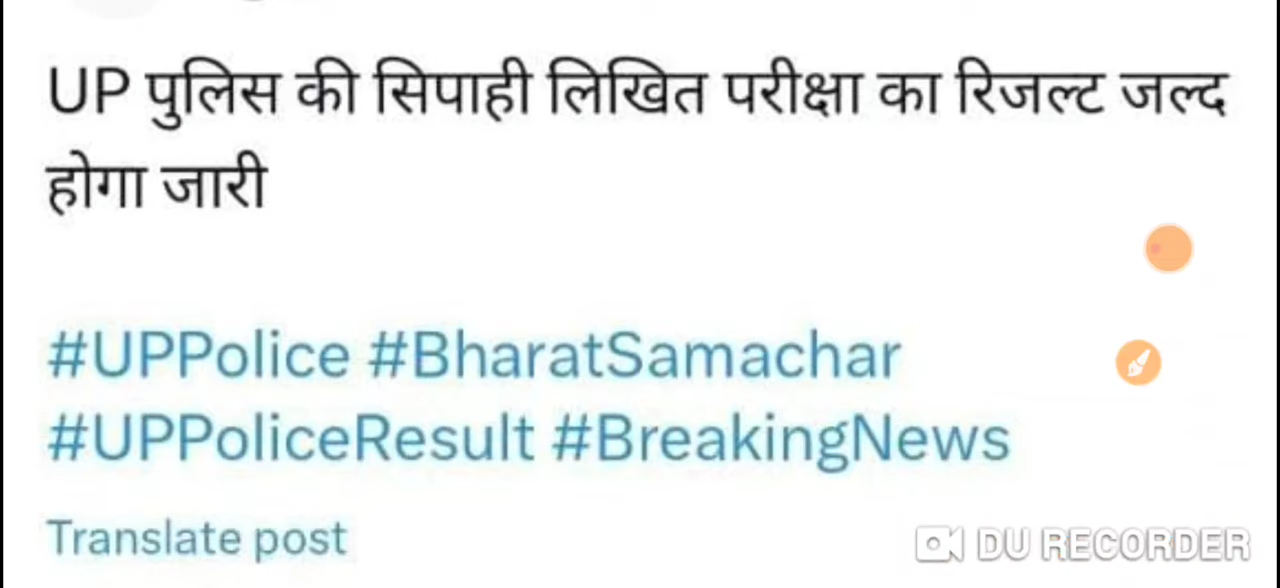 UP पुलिस की सिपाही लिखित परीक्षा का रिजल्ट जल्द
होगा जारी
#UPPolice #BharatSamachar
#UPPoliceResult #BreakingNews
Translate post
DU RECORDER